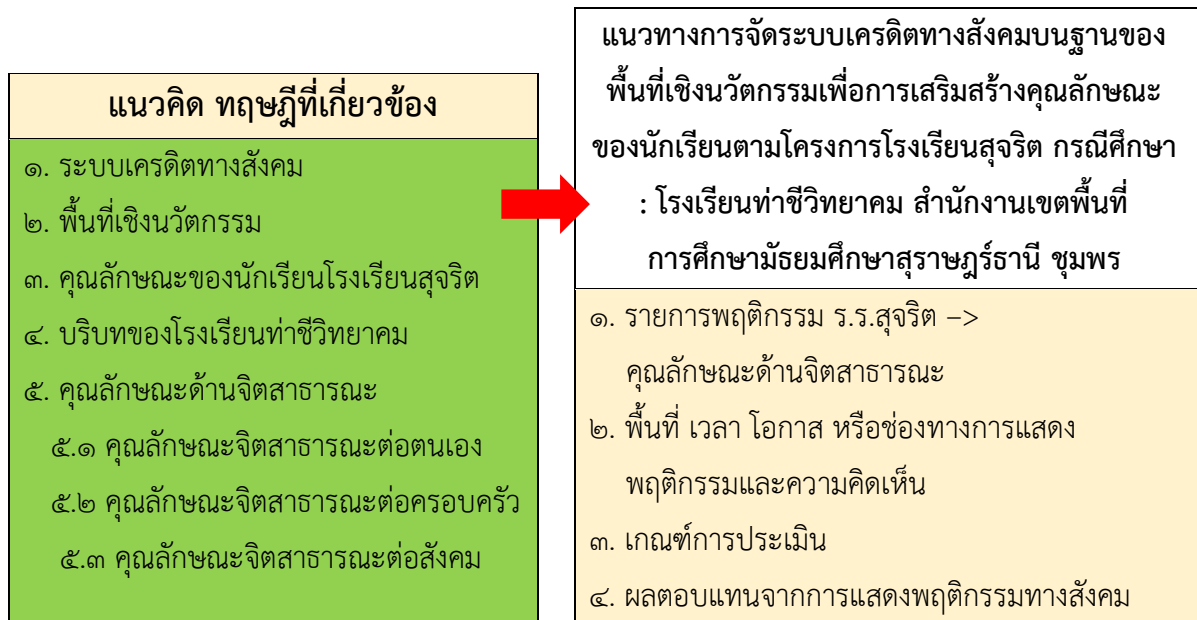 แนวคิด ทฤษฎีที่เกี่ยวข้อง
๑. ระบบเครดิตทางสังคม
๒. พื้นที่เชิงนวัตกรรม
๓. คุณลักษณะของนักเรียนโรงเรียนสุจริต
๔. บริบทของโรงเรียนท่าชีวิทยาคม
๕. คุณลักษณะด้านจิตสาธารณะ
๕.๑ คุณลักษณะจิตสาธารณะต่อตนเอง
๕.๒ คุณลักษณะจิตสาธารณะต่อครอบครัว
๕.๓ คุณลักษณะจิตสาธารณะต่อสังคม
แนวทางการจัดระบบเครดิตทางสังคมบนฐานของ
พื้นที่เชิงนวัตกรรมเพื่อการเสริมสร้างคุณลักษณะ
ของนักเรียนตามโครงการโรงเรียนสุจริต กรณีศึกษา
: โรงเรียนท่าชีวิทยาคม สำนักงานเขตพื้นที่
การศึกษามัธยมศึกษาสุราษฎร์ธานี ชุมพร
๑. รายการพฤติกรรม ร.ร.สุจริต –>
คุณลักษณะด้านจิตสาธารณะ
๒. พื้นที่ เวลา โอกาส หรือช่องทางการแสดง
พฤติกรรมและความคิดเห็น
๓. เกณฑ์การประเมิน
๔. ผลตอบแทนจากการแสดงพฤติกรรมทางสังคม